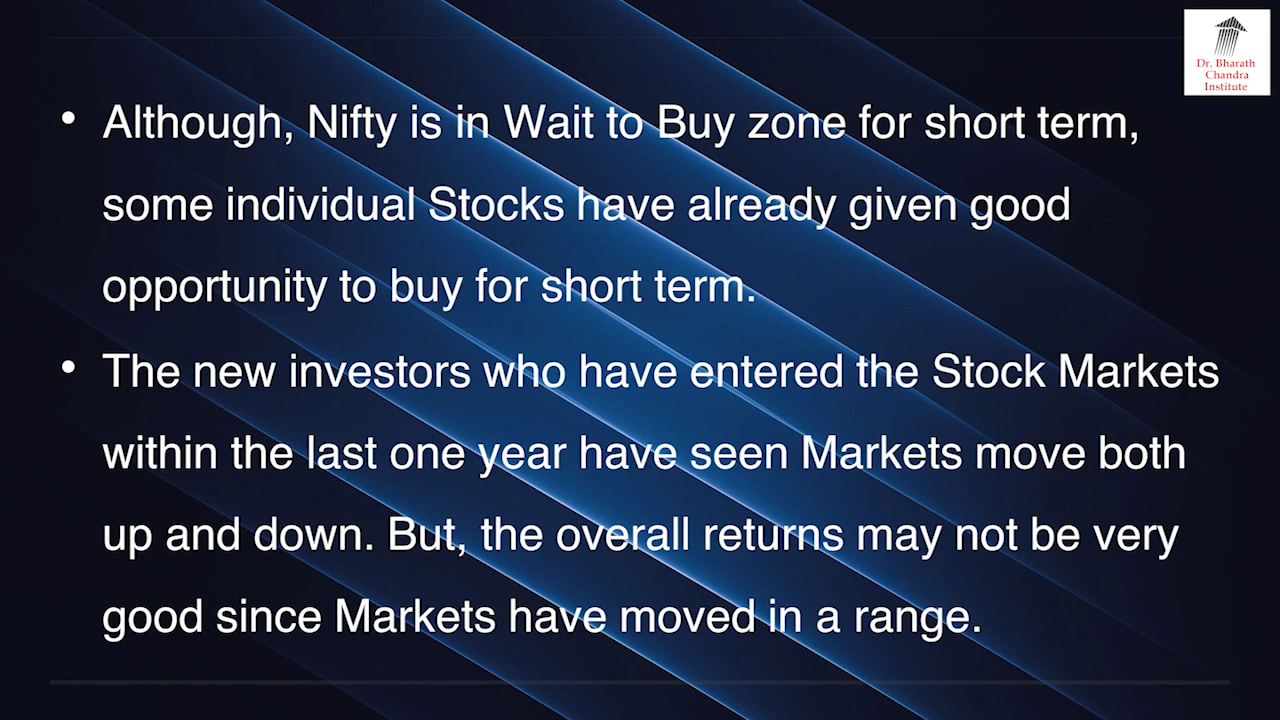 Dr. Bharath
Chandra
Institute
• Although, Nifty is in Wait to Buy zone for short term,
some individual Stocks have already given good
opportunity to buy for short term.
• The new investors who have entered the Stock Markets
within the last one year have seen Markets move both
up and down. But, the overall returns may not be very
good since Markets have moved in a range.